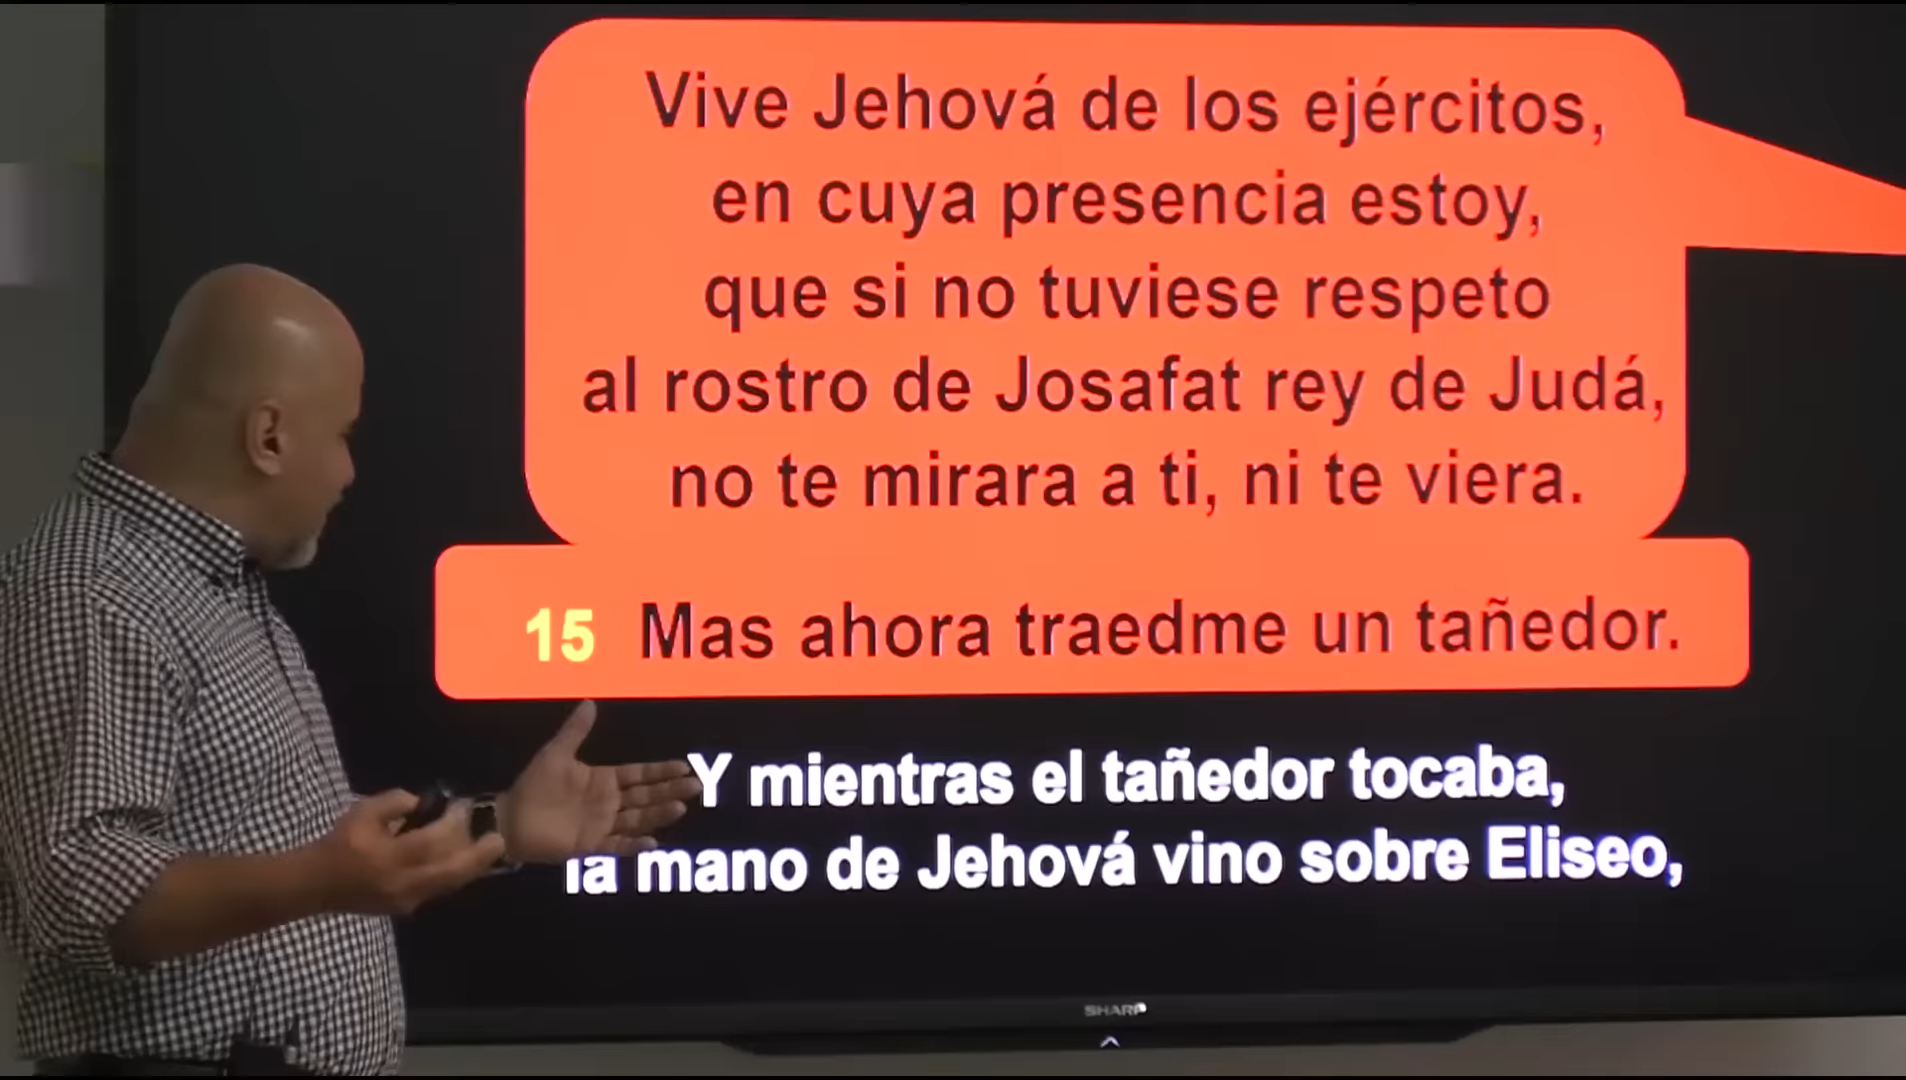 Vive Jehová de los ejércitos,
en cuya presencia estoy,
que si no tuviese respeto
al rostro de Josafat rey de Judá,
no te mirara a ti, ni te viera.
15 Mas ahora traedme un tañedor.
Y mientras el tañedor tocaba,
la mano de Jehová vino sobre Eliseo,
SHARP